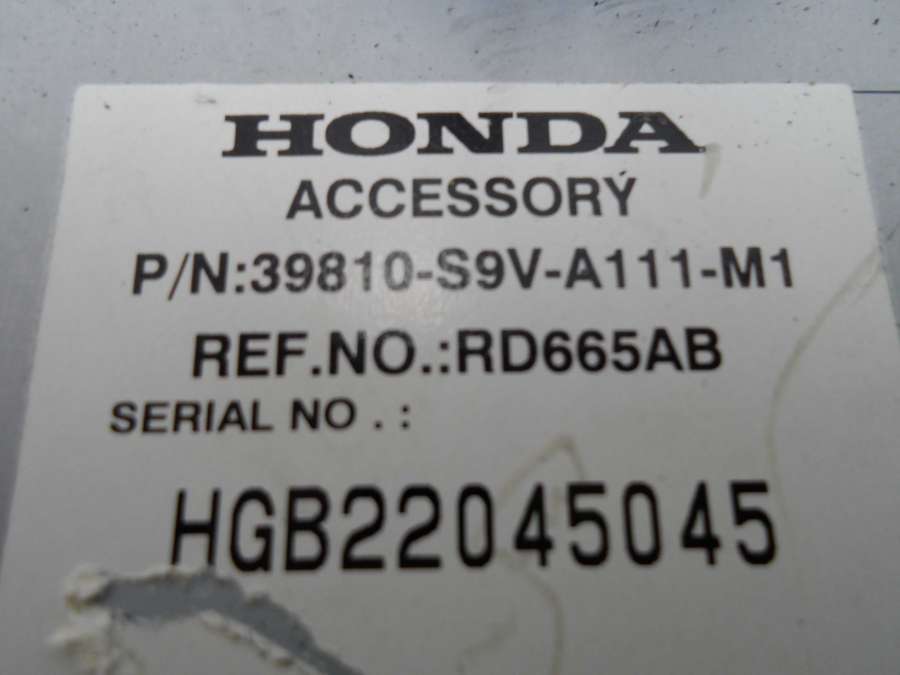 HONDA
ACCESSORY
P/N:39810-S9V-A111-M1
REF.NO.:RD665AB
SERIAL NO.:
HGB22045045